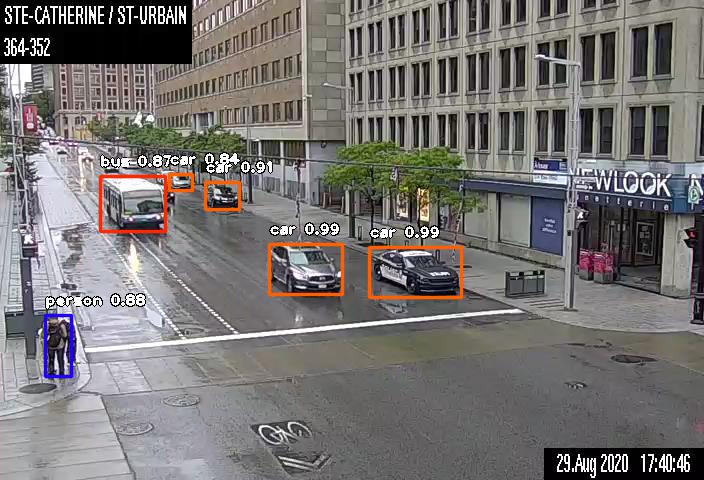 STE-CATHERINE / ST-URBAIN
364-352
bus 0.87
car 0.84
car 0.91
NEWLOOK
car 0.99
car 0.99
person 0.88
29.Aug 2020 17:40:46